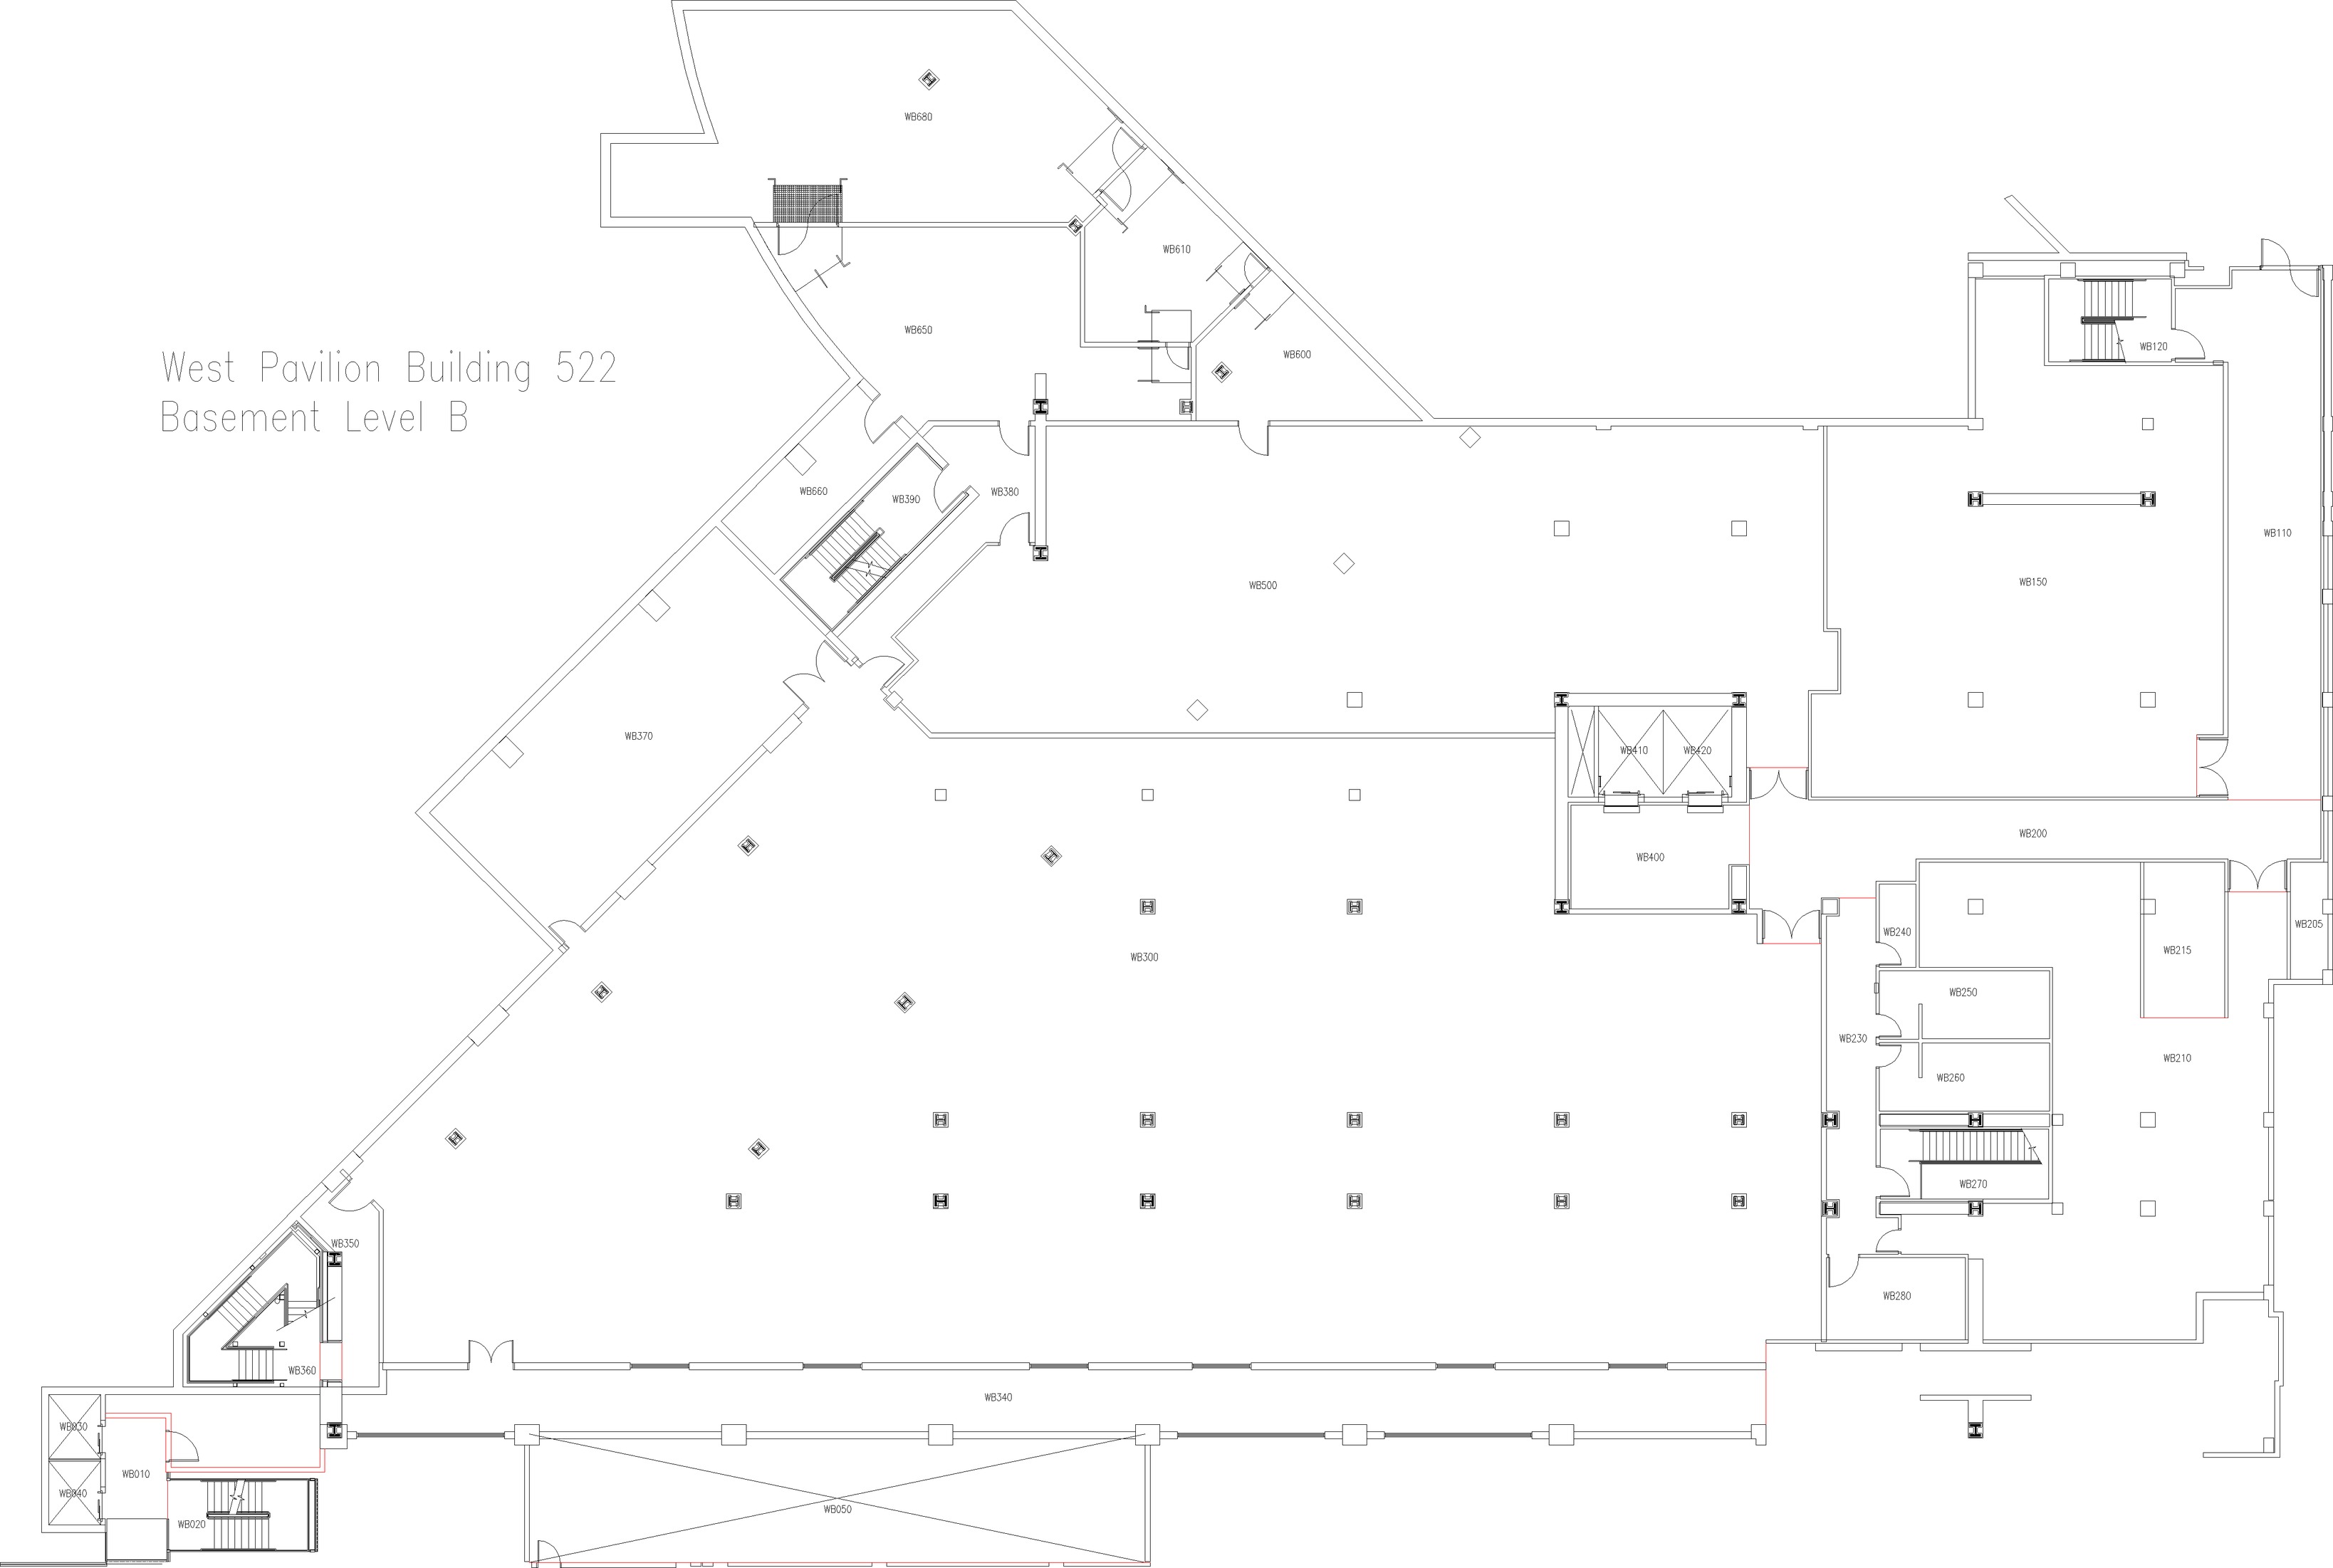 WB680
WB610
West Pavilion Building 522
Basement Level B
WB650
WB600
WB120
WB660
WB390
WB380
WB110
WB500
WB150
WB370
WB410
WB420
WB200
WB400
WB205
WB240
WB215
WB300
WB250
WB230
WB210
WB260
WB270
WB350
WB280
WB360
WB340
WB030
WB010
WB040
WB050
WB020